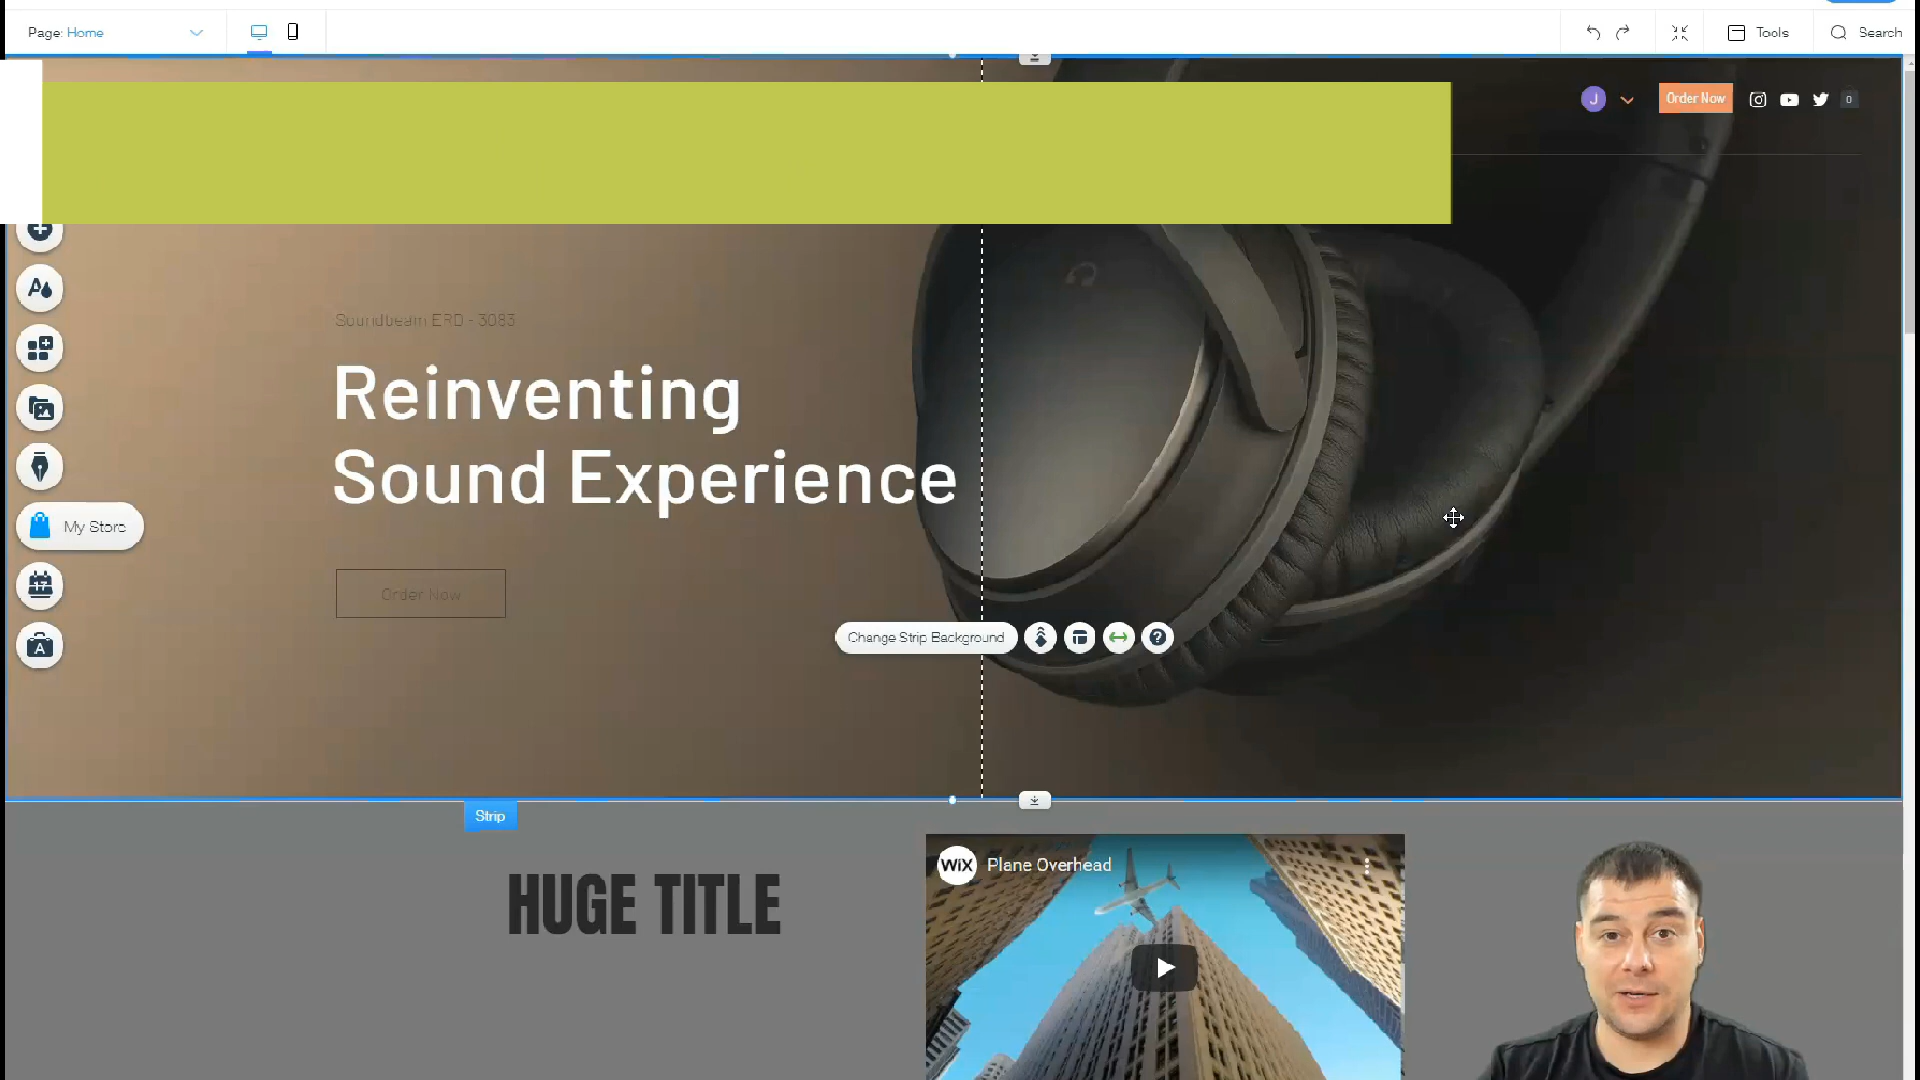 Page: Home
Tools
Search
J
Order Now
0
Soundbeam ERD - 3083
Reinventing
Sound Experience
My Store
17
Order Now
A
Change Strip Background
?
Strip
WiX
Plane Overhead
HUGE TITLE